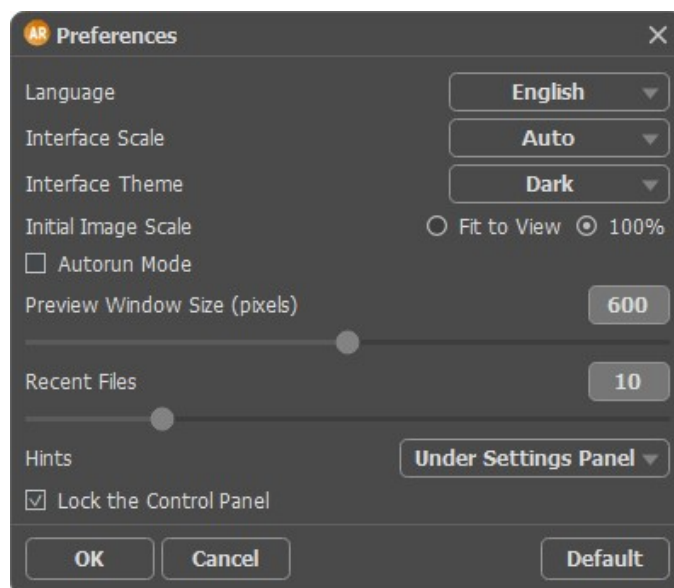 AR Preferences
Language English
Interface Scale Auto
Interface Theme Dark
Initial Image Scale Fit to View 100%
Autorun Mode
Preview Window Size (pixels) 600
Recent Files 10
Hints Under Settings Panel
Lock the Control Panel
OK Cancel Default